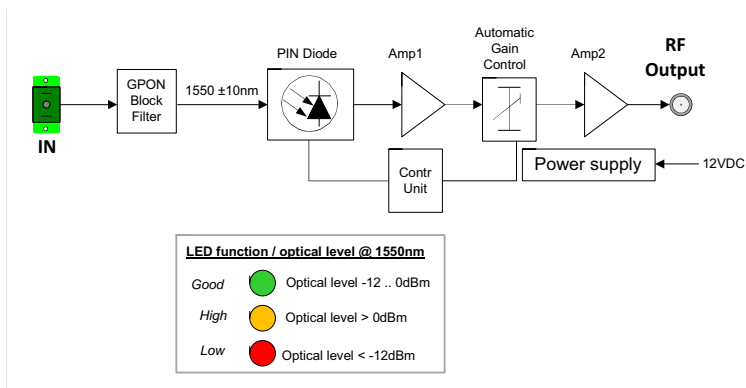 IN
GPON
Block
Filter
1550 ±10nm
PIN Diode
Amp1
Automatic
Gain
Control
Amp2
RF
Output
Contr
Unit
Power supply
12VDC
LED function / optical level @ 1550nm
Good Optical level -12 .. 0dBm
High Optical level > 0dBm
Low Optical level < -12dBm